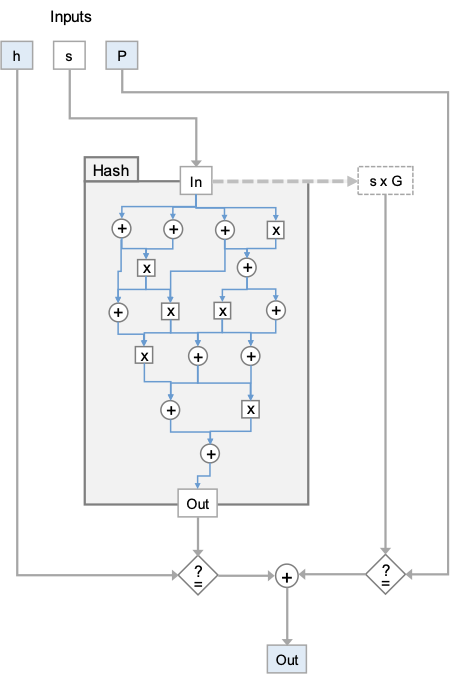 Inputs
h
s
P
Hash
In
s x G
+
+
+
x
x
+
+
x
x
+
x
+
+
+
x
+
Out
?
=
+
?
=
Out